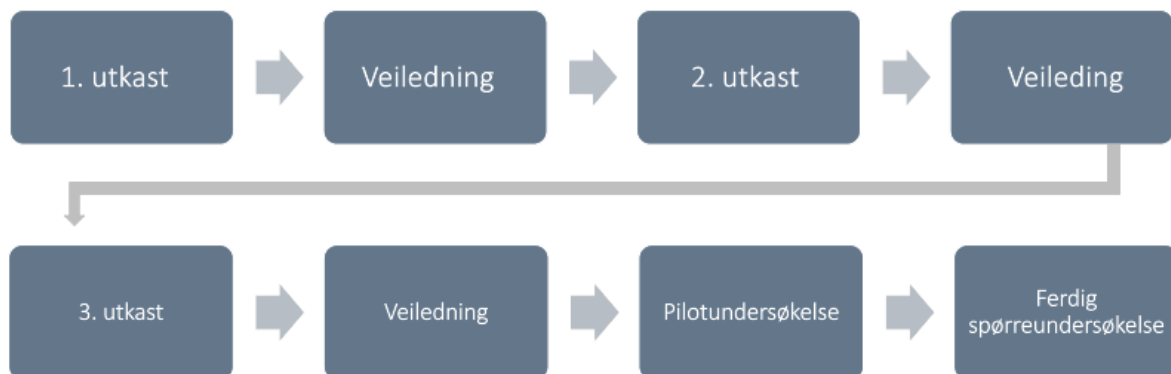 1. utkast
Veiledning
2. utkast
Veileding
3. utkast
Veiledning
Pilotundersøkelse
Ferdig
spørreundersøkelse